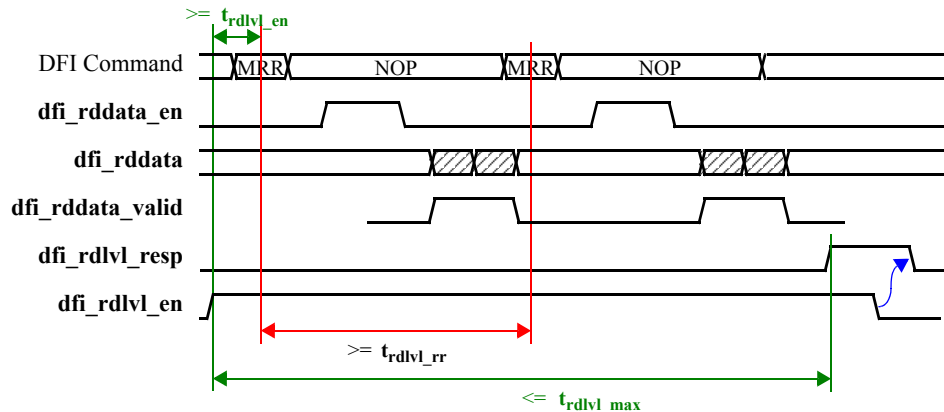 >= trdlvl_en
DFI Command MRR NOP MRR NOP
dfi_rddata_en
dfi_rddata
dfi_rddata_valid
dfi_rdlvl_resp
dfi_rdlvl_en
>= trdlvl_rr
<= trdlvl_max